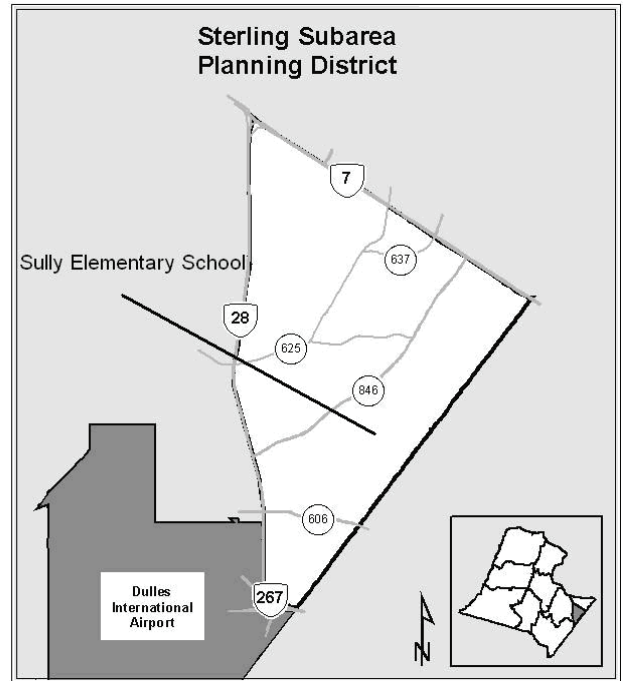 Sterling Subarea
Planning District
7
637
Sully Elementary School
28
625
846
606
Dulles
International
Airport
267
N